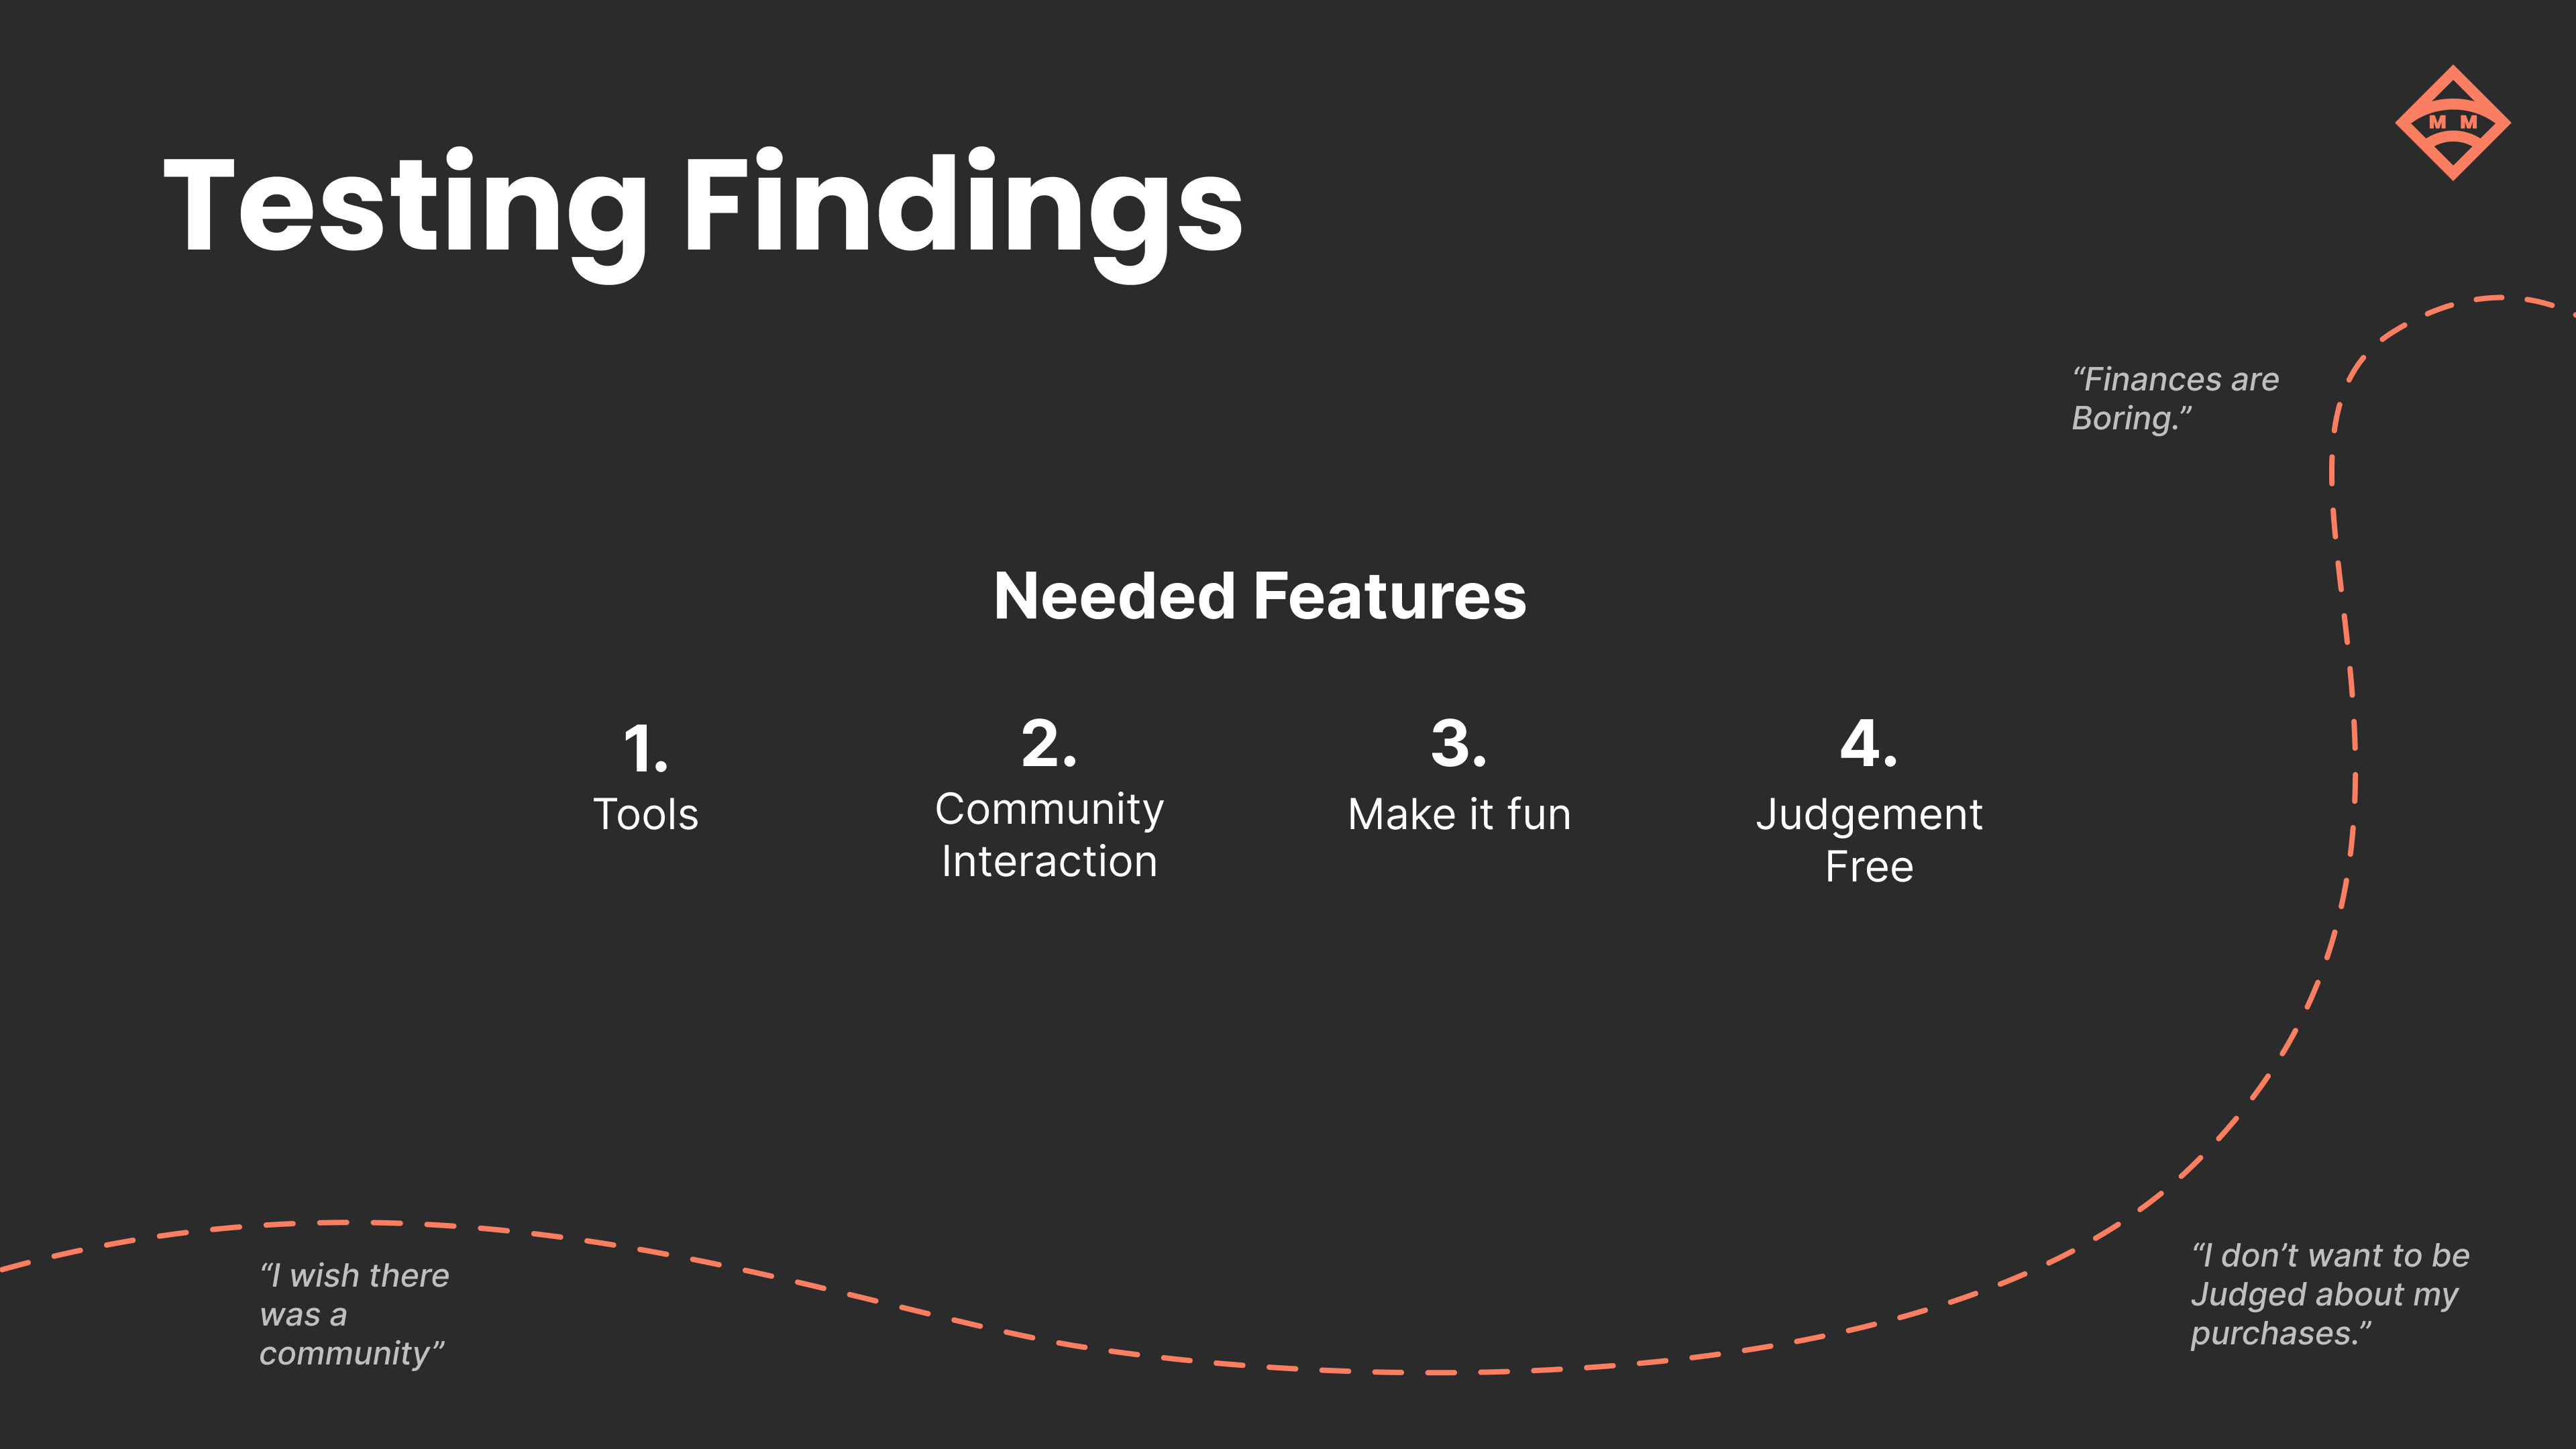 Testing Findings
M M
“Finances are
Boring.”
Needed Features
1.
Tools
2.
Community
Interaction
3.
Make it fun
4.
Judgement
Free
“I wish there
was a
community”
“I don’t want to be
Judged about my
purchases.”